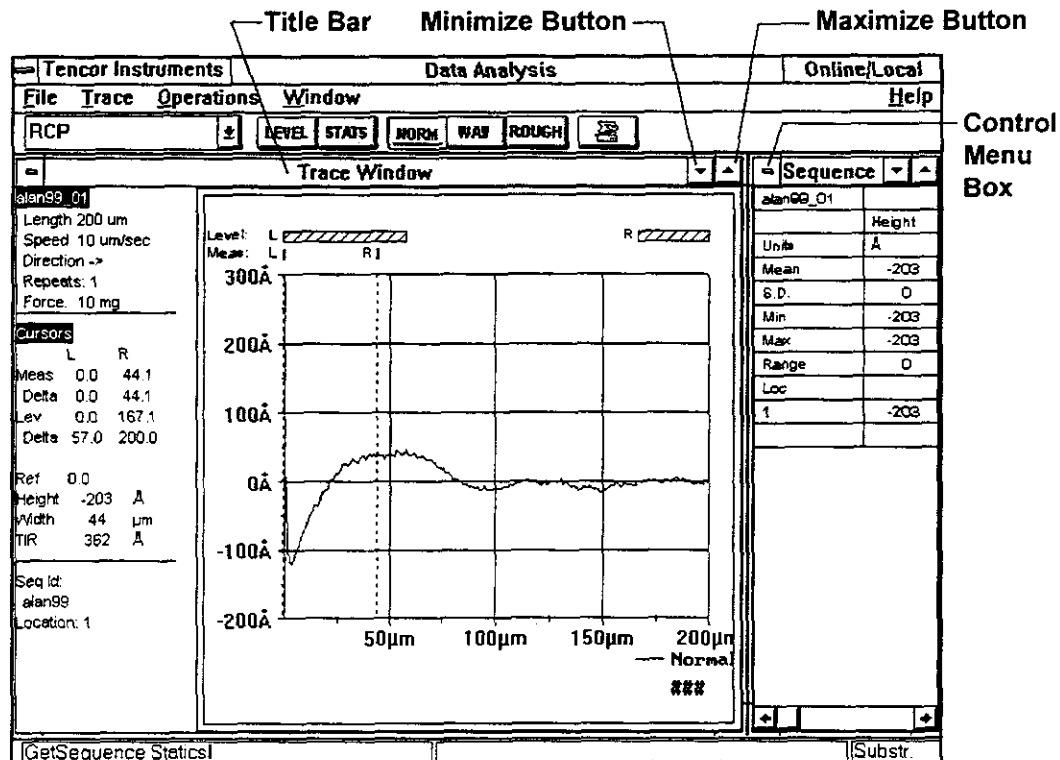 Title Bar Minimize Button Maximize Button
Tencor Instruments Data Analysis Online/Local
File Trace Operations Window Help
RCP LEVEL STATS NORM WAV ROUGH
Control
Menu
Box
Trace Window
Sequence
alan99_01
Length 200 um
Speed 10 um/sec
Direction ->
Repeats: 1
Force. 10 mg
Cursors
L R
Meas 0.0 44.1
Delta 0.0 44.1
Lev 0.0 167.1
Delta 57.0 200.0
Ref 0.0
Height -203 Å
Width 44 µm
TIR 362 Å
Seq Id:
alan99
Location: 1
Level: L R
Meas: L R
300Å
200Å
100Å
0Å
-100Å
-200Å
50µm 100µm 150µm 200µm
Normal
###
alan99_01
Height
Units Å
Mean -203
S.D. 0
Min -203
Max -203
Range 0
Loc
1 -203
GetSequence Statics Substr.